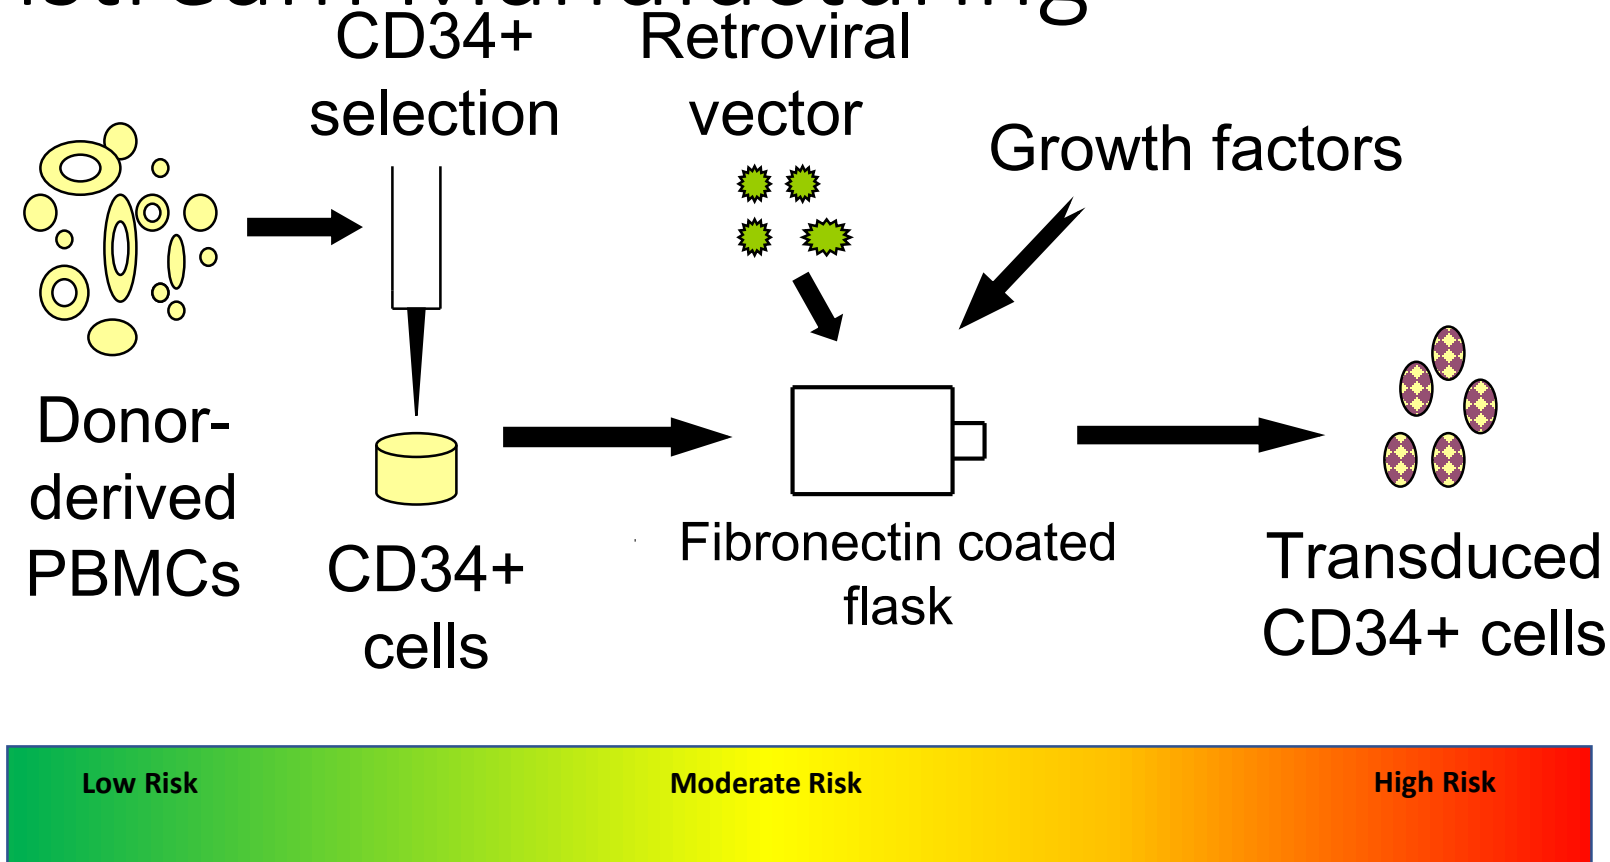 CD34+
selection
Retroviral
vector
Growth factors
Donor-
derived
PBMCs
CD34+
cells
Fibronectin coated
flask
Transduced
CD34+ cells
Low Risk
Moderate Risk
High Risk